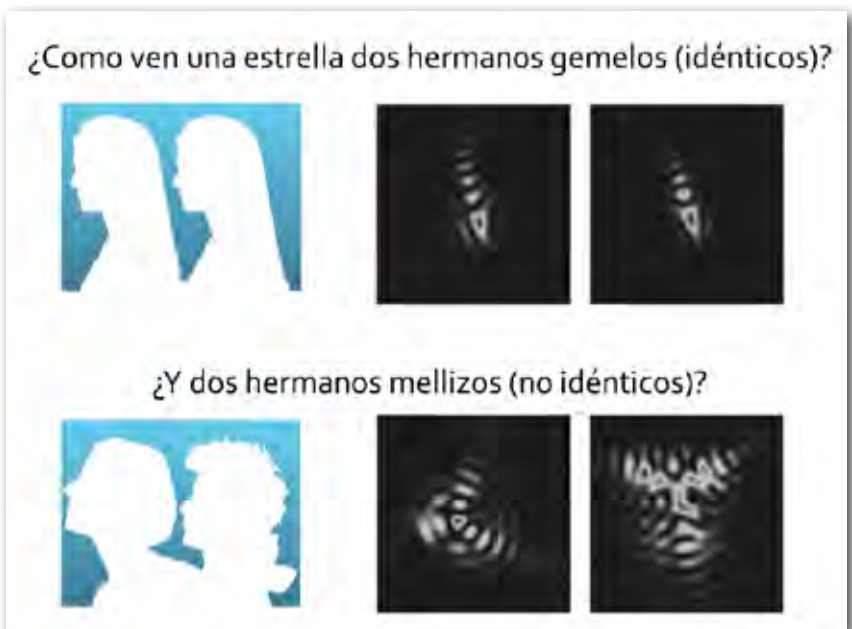 ¿Como ven una estrella dos hermanos gemelos (idénticos)?
¿Y dos hermanos mellizos (no idénticos)?